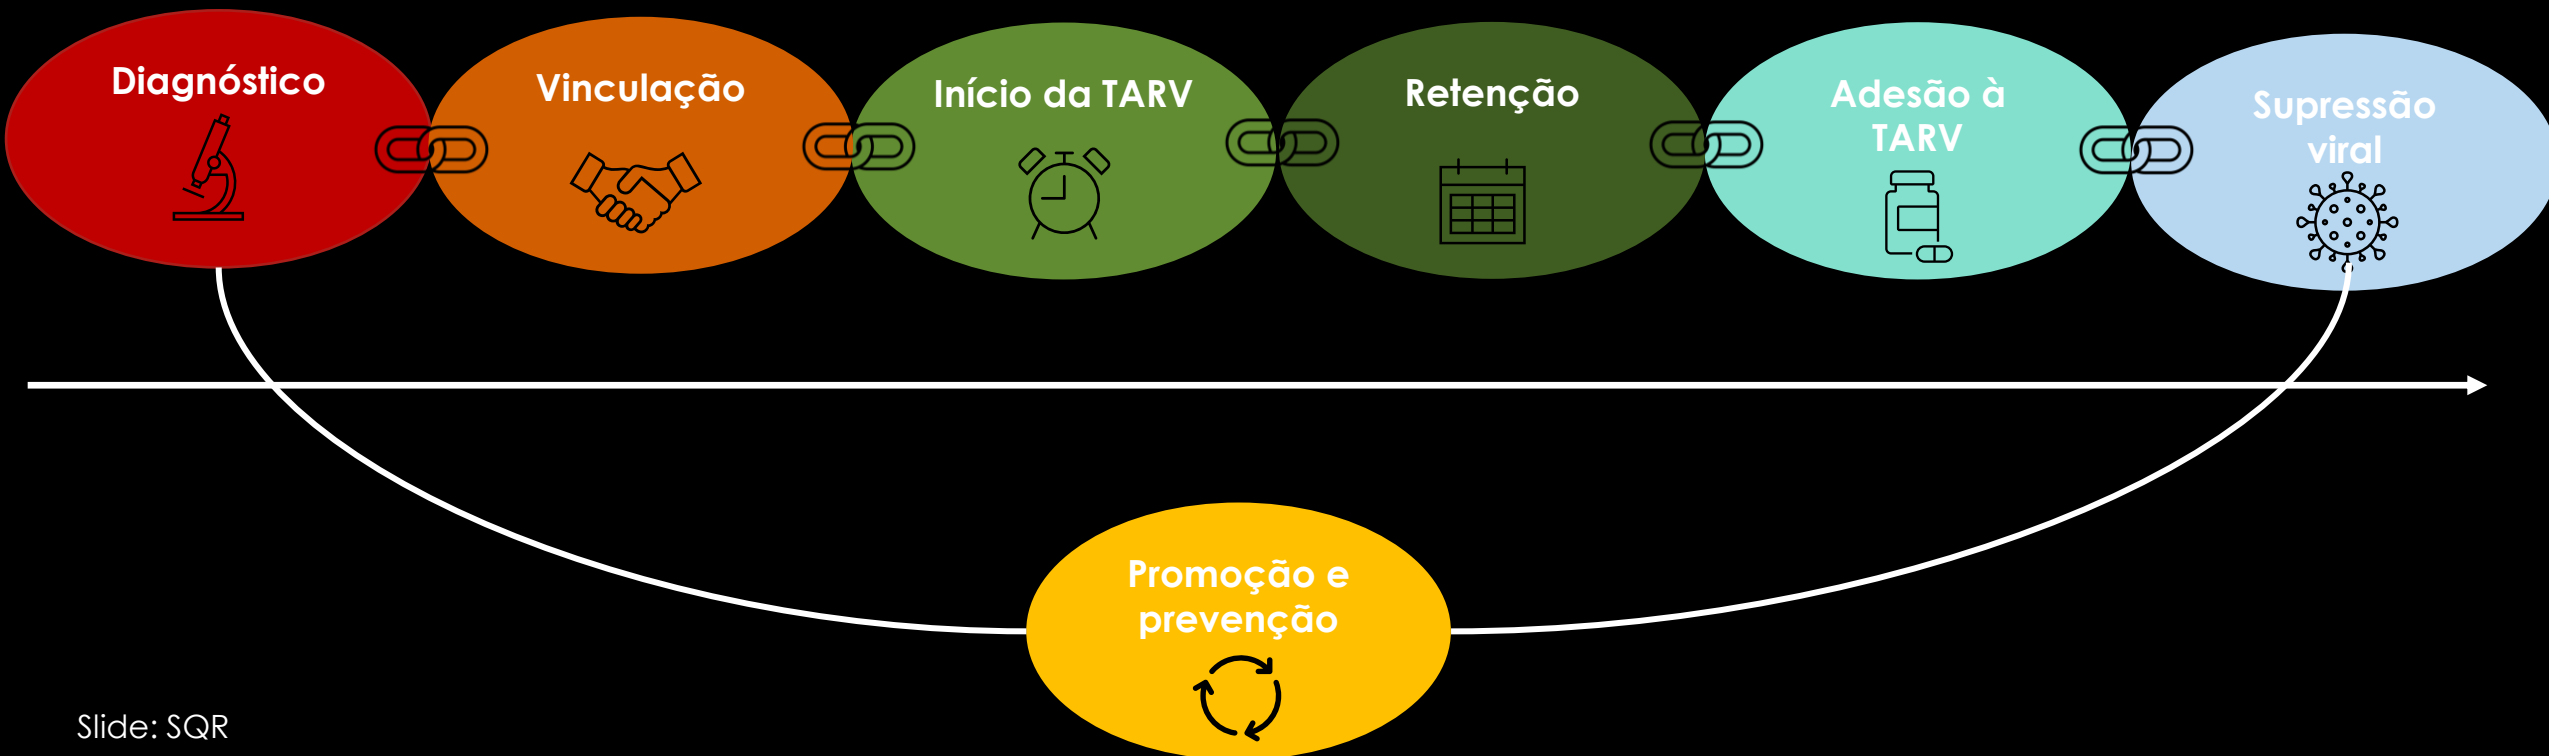 Diagnóstico
Vinculação
Início da TARV
Retenção
Adesão à
TARV
Supressão
viral
Promoção e
prevenção
Slide: SQR